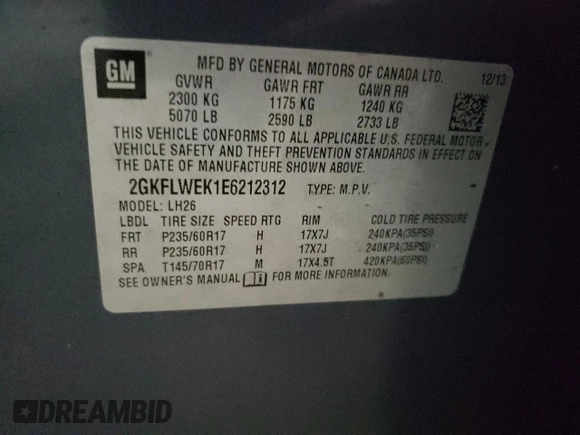 GM
MFD BY GENERAL MOTORS OF CANADA LTD. 12/13
GVWR GAWR FRT GAWR RR
2300 KG 1175 KG 1240 KG
5070 LB 2590 LB 2733 LB
THIS VEHICLE CONFORMS TO ALL APPLICABLE U.S. FEDERAL MOTOR
VEHICLE SAFETY AND THEFT PREVENTION STANDARDS IN EFFECT ON
THE DATE OF MANUFACTURE SHOWN ABOVE.
2GKFLWEK1E6212312 TYPE: M.P.V.
MODEL: LH26
LBDL TIRE SIZE SPEED RTG RIM COLD TIRE PRESSURE
FRT P235/60R17 H 17X7J 240KPA(35PSI)
RR P235/60R17 H 17X7J 240KPA(35PSI)
SPA T145/70R17 M 17X4.5T 420KPA(60PSI)
SEE OWNER'S MANUAL FOR MORE INFORMATION.
DREAMBID